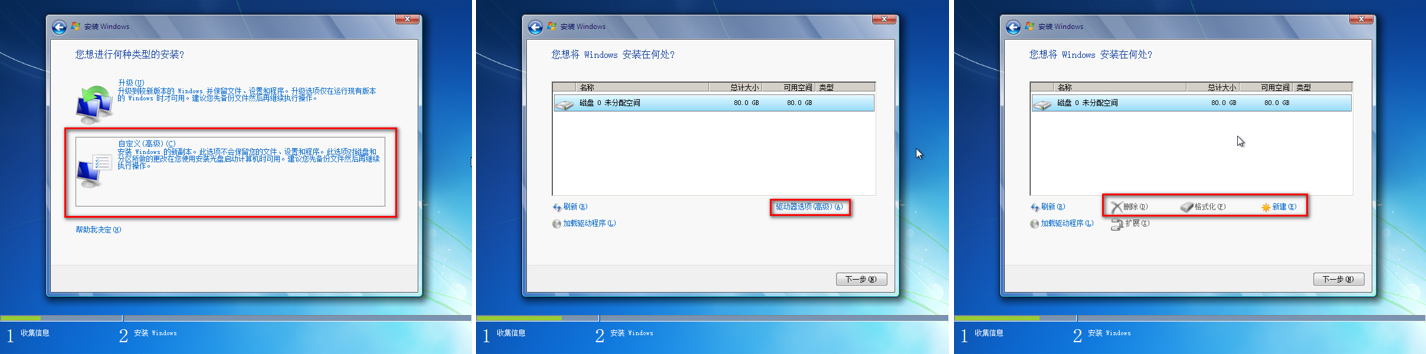 安装 Windows
您想进行何种类型的安装?
升级(U)
升级到较新版本的 Windows 并保留文件、设置和程序。升级选项仅在运行现有版本
的 Windows 时才可用。建议您先备份文件然后再继续执行操作。
自定义(高级)(C)
安装 Windows 的新副本。此选项不会保留您的文件、设置和程序。此选项对磁盘和
分区所做的更改在您使用安装光盘启动计算机时可用。建议您先备份文件然后再继续
执行操作。
帮助我决定(H)
1 收集信息
2 安装 Windows
安装 Windows
您想将 Windows 安装在何处?
名称 总计大小 可用空间 类型
磁盘 0 未分配空间 80.0 GB 80.0 GB
刷新(R)
驱动器选项(高级)(A)
加载驱动程序(L)
下一步(N)
1 收集信息
2 安装 Windows
安装 Windows
您想将 Windows 安装在何处?
名称 总计大小 可用空间 类型
磁盘 0 未分配空间 80.0 GB 80.0 GB
刷新(R) 删除(D) 格式化(F) 新建(E)
加载驱动程序(L) 扩展(X)
下一步(N)
1 收集信息
2 安装 Windows